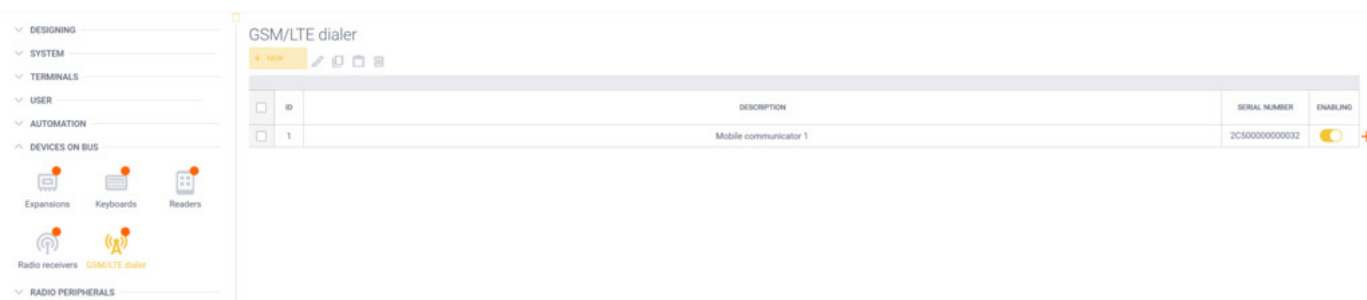 DESIGNING
SYSTEM
TERMINALS
USER
AUTOMATION
DEVICES ON BUS
Expansions Keyboards Readers
Radio receivers GSM/LTE dialer
RADIO PERIPHERALS
GSM/LTE dialer
+ NEW
ID DESCRIPTION SERIAL NUMBER ENABLING
1 Mobile communicator 1 2C500000000032